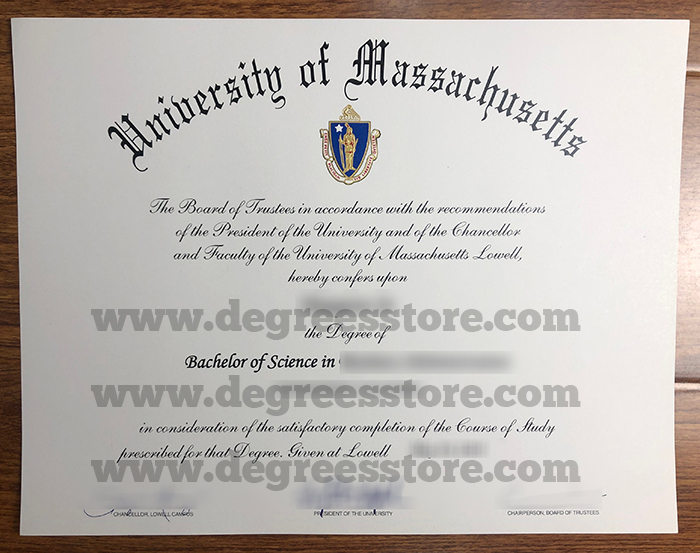 University of Massachusetts
The Board of Trustees in accordance with the recommendations
of the President of the University and of the Chancellor
and Faculty of the University of Massachusetts Lowell,
hereby confers upon
www.degreesstore.com
the Degree of
Bachelor of Science in
www.degreesstore.com
in consideration of the satisfactory completion of the Course of Study
prescribed for that Degree. Given at Lowell
www.degreesstore.com
CHANCELLOR, LOWELL CAMPUS PRESIDENT OF THE UNIVERSITY CHAIRPERSON, BOARD OF TRUSTEES